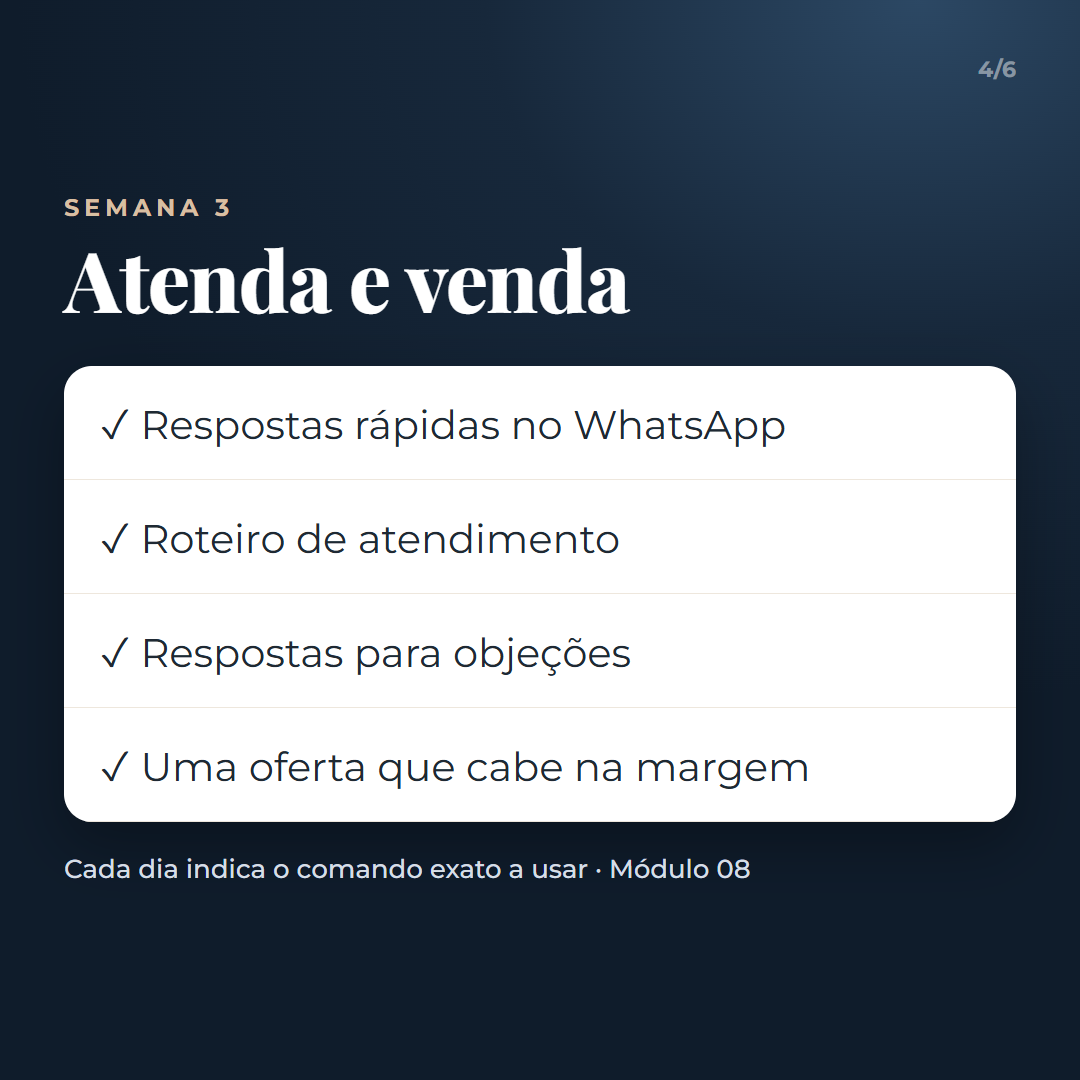 4/6
SEMANA 3
Atenda e venda
✓ Respostas rápidas no WhatsApp
✓ Roteiro de atendimento
✓ Respostas para objeções
✓ Uma oferta que cabe na margem
Cada dia indica o comando exato a usar · Módulo 08